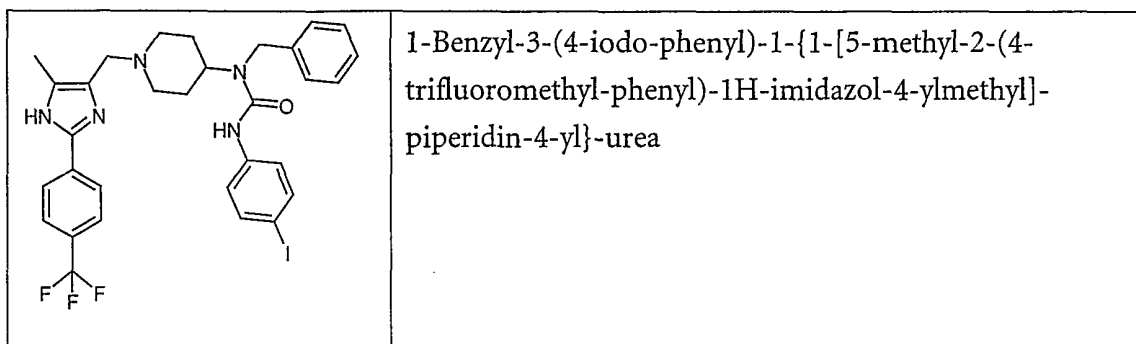 1-Benzyl-3-(4-iodo-phenyl)-1-{1-[5-methyl-2-(4-
trifluoromethyl-phenyl)-1H-imidazol-4-ylmethyl]-
piperidin-4-yl}-urea
N
N
O
HN
N
HN
I
F
F
F